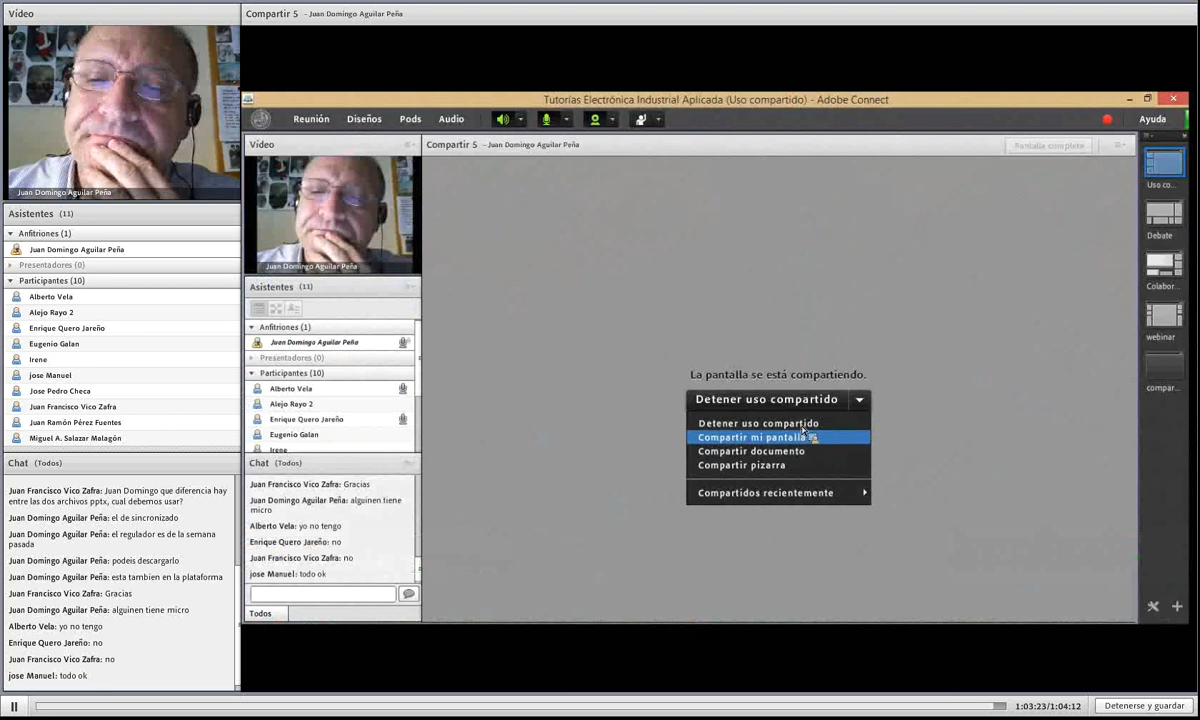 Vídeo
Juan Domingo Aguilar Peña
Asistentes (11)
Anfitriones (1)
Juan Domingo Aguilar Peña
Presentadores (0)
Participantes (10)
Alberto Vela
Alejo Rayo 2
Enrique Quero Jareño
Eugenio Galan
Irene
jose Manuel
Jose Pedro Checa
Juan Francisco Vico Zafra
Juan Ramón Pérez Fuentes
Miguel A. Salazar Malagón
Chat (Todos)
Juan Francisco Vico Zafra: Juan Domingo que diferencia hay
entre las dos archivos pptx, cual debemos usar?
Juan Domingo Aguilar Peña: el de sincronizado
Juan Domingo Aguilar Peña: el regulador es de la semana
pasada
Juan Domingo Aguilar Peña: podeis descargarlo
Juan Domingo Aguilar Peña: esta tambien en la plataforma
Juan Francisco Vico Zafra: Gracias
Juan Domingo Aguilar Peña: alguinen tiene micro
Alberto Vela: yo no tengo
Enrique Quero Jareño: no
Juan Francisco Vico Zafra: no
jose Manuel: todo ok
Compartir 5 - Juan Domingo Aguilar Peña
Tutorías Electrónica Industrial Aplicada (Uso compartido) - Adobe Connect
Reunión Diseños Pods Audio Ayuda
Vídeo
Juan Domingo Aguilar Peña
Asistentes (11)
Anfitriones (1)
Juan Domingo Aguilar Peña
Presentadores (0)
Participantes (10)
Alberto Vela
Alejo Rayo 2
Enrique Quero Jareño
Eugenio Galan
Irene
Chat (Todos)
Juan Francisco Vico Zafra: Gracias
Juan Domingo Aguilar Peña: alguinen tiene
micro
Alberto Vela: yo no tengo
Enrique Quero Jareño: no
Juan Francisco Vico Zafra: no
jose Manuel: todo ok
Todos
Compartir 5 - Juan Domingo Aguilar Peña
Pantalla completa
La pantalla se está compartiendo.
Detener uso compartido
Detener uso compartido
Compartir mi pantalla
Compartir documento
Compartir pizarra
Compartidos recientemente
Uso co...
Debate
Colabor...
webinar
compar...
1:03:23/1:04:12
Detenerse y guardar